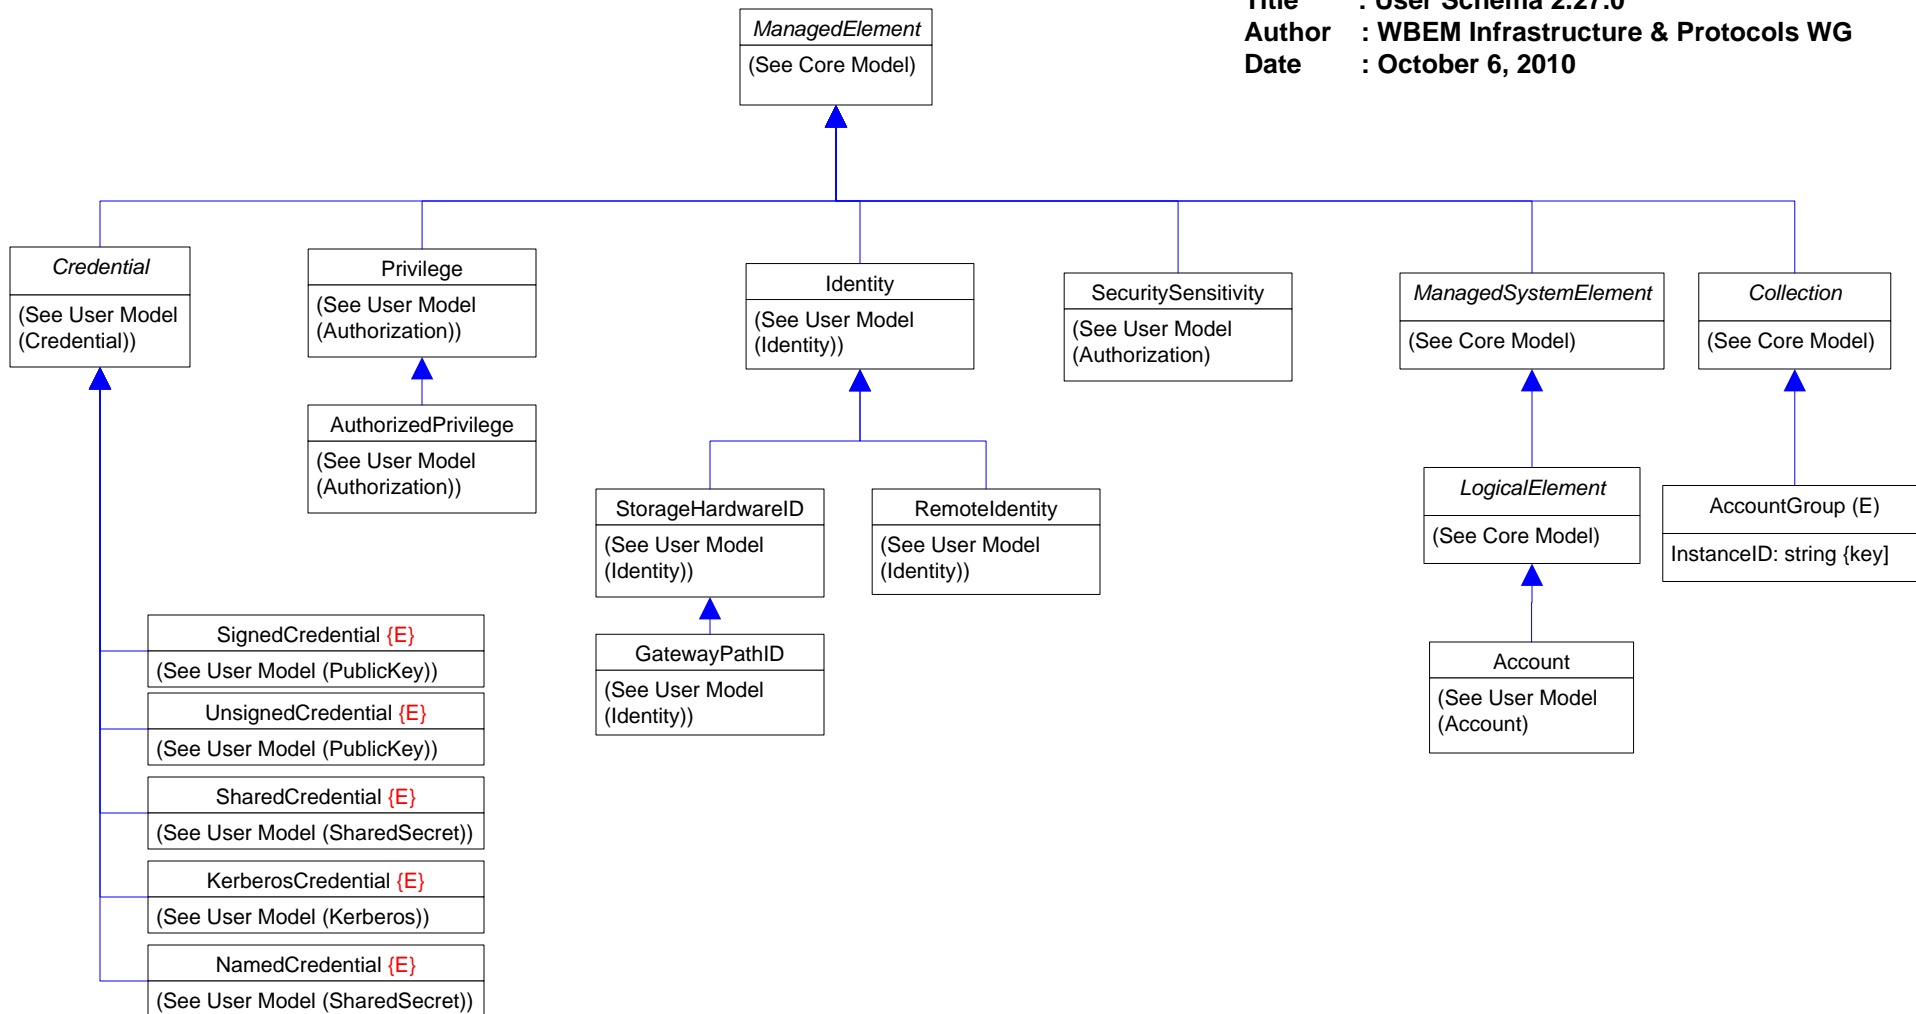 Title : User Schema 2.27.0
Author : WBEM Infrastructure & Protocols WG
Date : October 6, 2010
ManagedElement
(See Core Model)
Credential
(See User Model
(Credential))
Privilege
(See User Model
(Authorization))
Identity
(See User Model
(Identity))
SecuritySensitivity
(See User Model
(Authorization)
ManagedSystemElement
(See Core Model)
Collection
(See Core Model)
AuthorizedPrivilege
(See User Model
(Authorization))
StorageHardwareID
(See User Model
(Identity))
RemoteIdentity
(See User Model
(Identity))
LogicalElement
(See Core Model)
AccountGroup (E)
InstanceID: string {key]
GatewayPathID
(See User Model
(Identity))
Account
(See User Model
(Account)
SignedCredential {E}
(See User Model (PublicKey))
UnsignedCredential {E}
(See User Model (PublicKey))
SharedCredential {E}
(See User Model (SharedSecret))
KerberosCredential {E}
(See User Model (Kerberos))
NamedCredential {E}
(See User Model (SharedSecret))